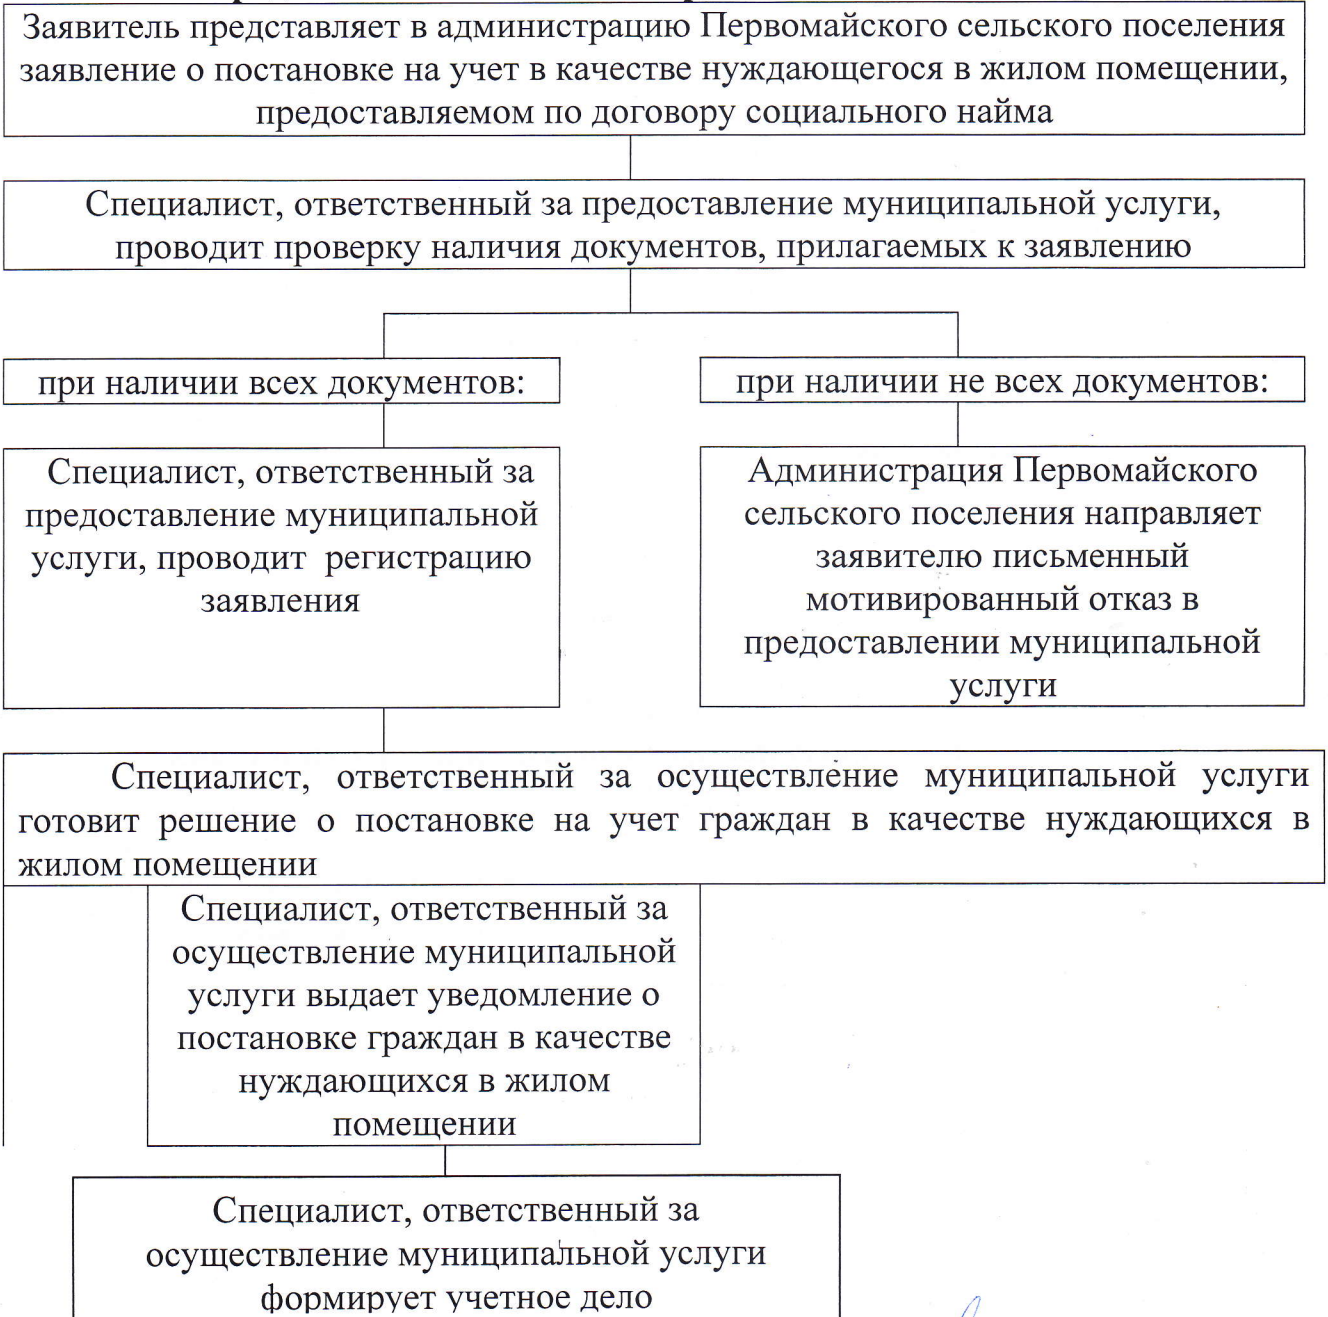 Заявитель представляет в администрацию Первомайского сельского поселения
заявление о постановке на учет в качестве нуждающегося в жилом помещении,
предоставляемом по договору социального найма
Специалист, ответственный за предоставление муниципальной услуги,
проводит проверку наличия документов, прилагаемых к заявлению
при наличии всех документов:
при наличии не всех документов:
Специалист, ответственный за
предоставление муниципальной
услуги, проводит регистрацию
заявления
Администрация Первомайского
сельского поселения направляет
заявителю письменный
мотивированный отказ в
предоставлении муниципальной
услуги
Специалист, ответственный за осуществление муниципальной услуги
готовит решение о постановке на учет граждан в качестве нуждающихся в
жилом помещении
Специалист, ответственный за
осуществление муниципальной
услуги выдает уведомление о
постановке граждан в качестве
нуждающихся в жилом
помещении
Специалист, ответственный за
осуществление муниципальной услуги
формирует учетное дело